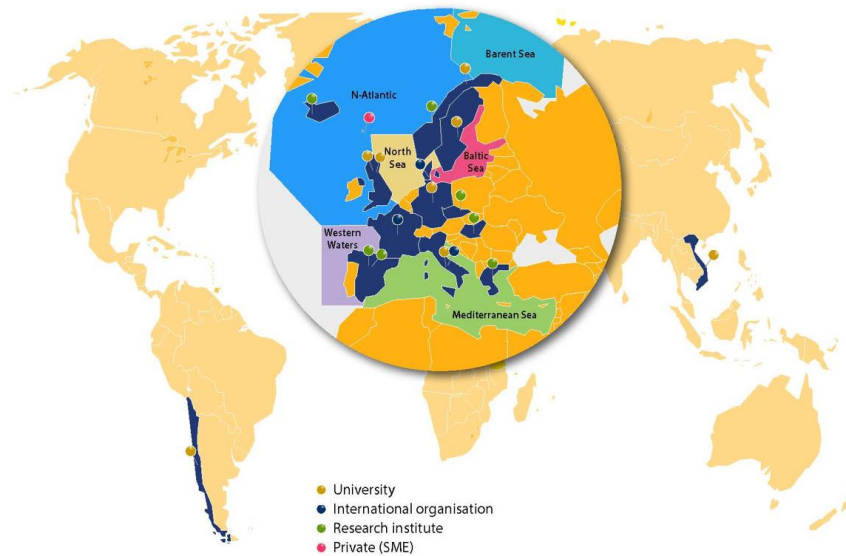 Barent Sea
N-Atlantic
North
Sea
Baltic
Sea
Western
Waters
Mediterranean Sea
University
International organisation
Research institute
Private (SME)